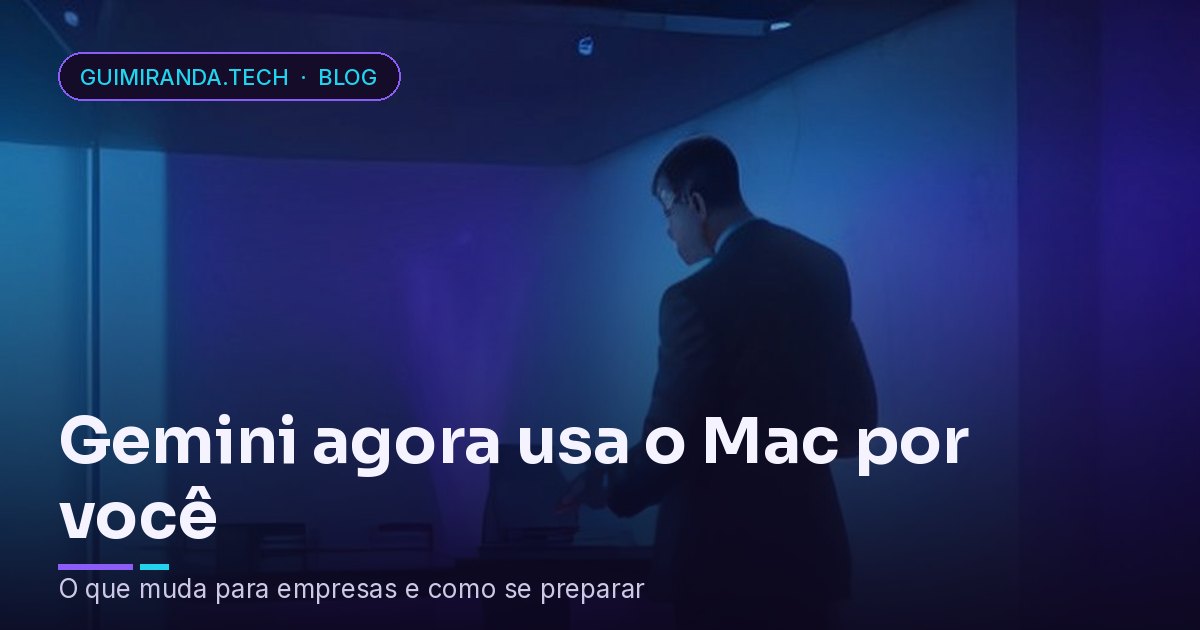 GUIMIRANDA.TECH · BLOG
Gemini agora usa o Mac por
você
O que muda para empresas e como se preparar